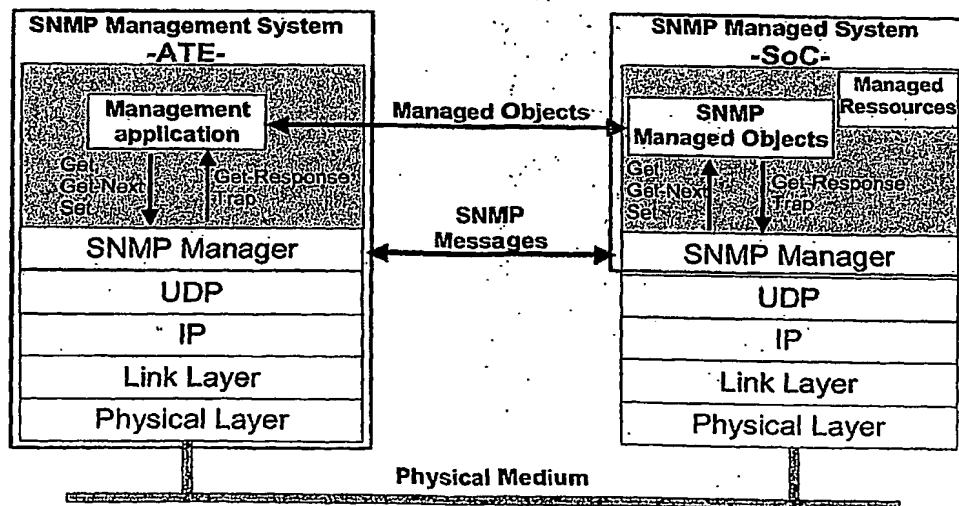 SNMP Management System
-ATE-
Management
application
Get
Get-Next
Set
Get-Response
Trap
SNMP Manager
UDP
IP
Link Layer
Physical Layer
Managed Objects
SNMP
Messages
SNMP Managed System
-SoC-
Managed
Ressources
SNMP
Managed Objects
Get
Get-Next
Set
Get-Response
Trap
SNMP Manager
UDP
IP
Link Layer
Physical Layer
Physical Medium